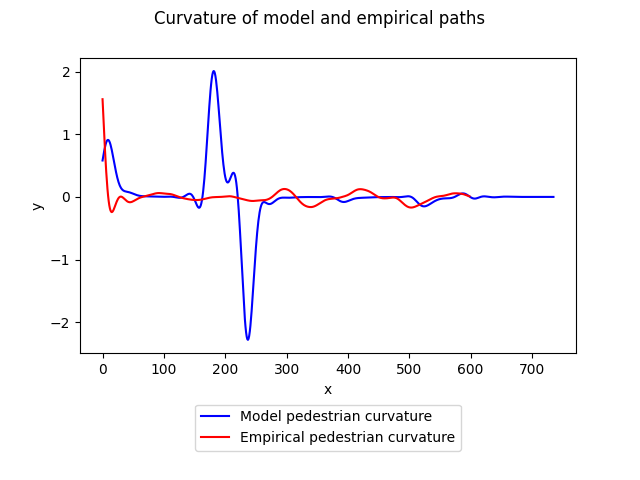 Curvature of model and empirical paths
2
1
0
−1
−2
y
0 100 200 300 400 500 600 700
x
Model pedestrian curvature
Empirical pedestrian curvature